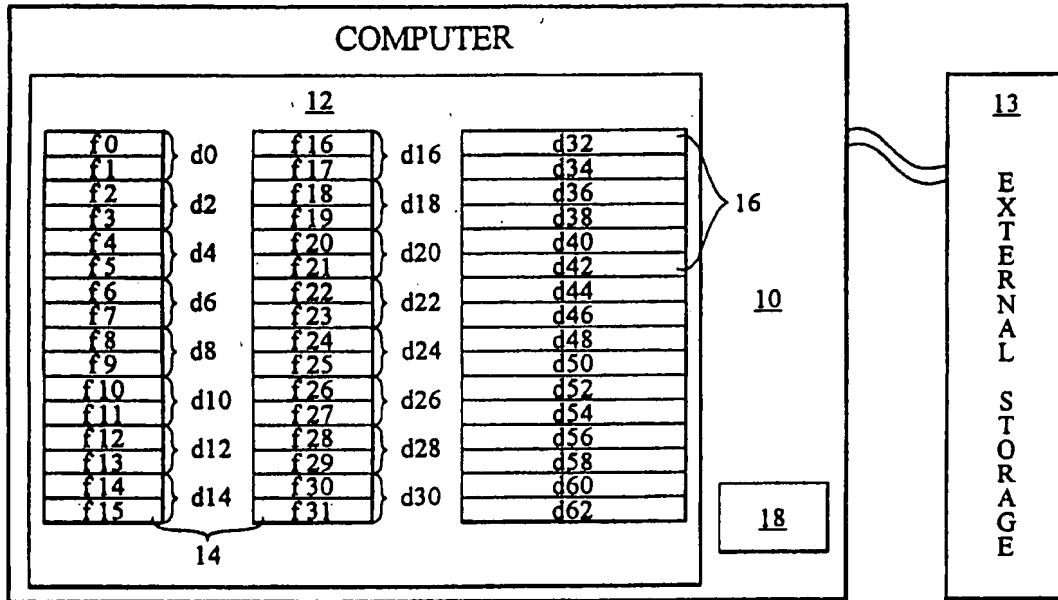 COMPUTER
12
f0
f1
f2
f3
f4
f5
f6
f7
f8
f9
f10
f11
f12
f13
f14
f15
d0
d2
d4
d6
d8
d10
d12
d14
14
f16
f17
f18
f19
f20
f21
f22
f23
f24
f25
f26
f27
f28
f29
f30
f31
d16
d18
d20
d22
d24
d26
d28
d30
d32
d34
d36
d38
d40
d42
d44
d46
d48
d50
d52
d54
d56
d58
d60
d62
16
10
18
13
EXTERNAL STORAGE